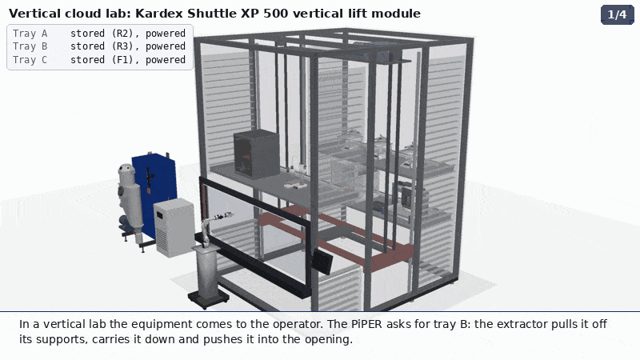 Vertical cloud lab: Kardex Shuttle XP 500 vertical lift module
1/4
Tray A stored (R2), powered
Tray B stored (R3), powered
Tray C stored (F1), powered
In a vertical lab the equipment comes to the operator. The PiPER asks for tray B: the extractor pulls it off
its supports, carries it down and pushes it into the opening.